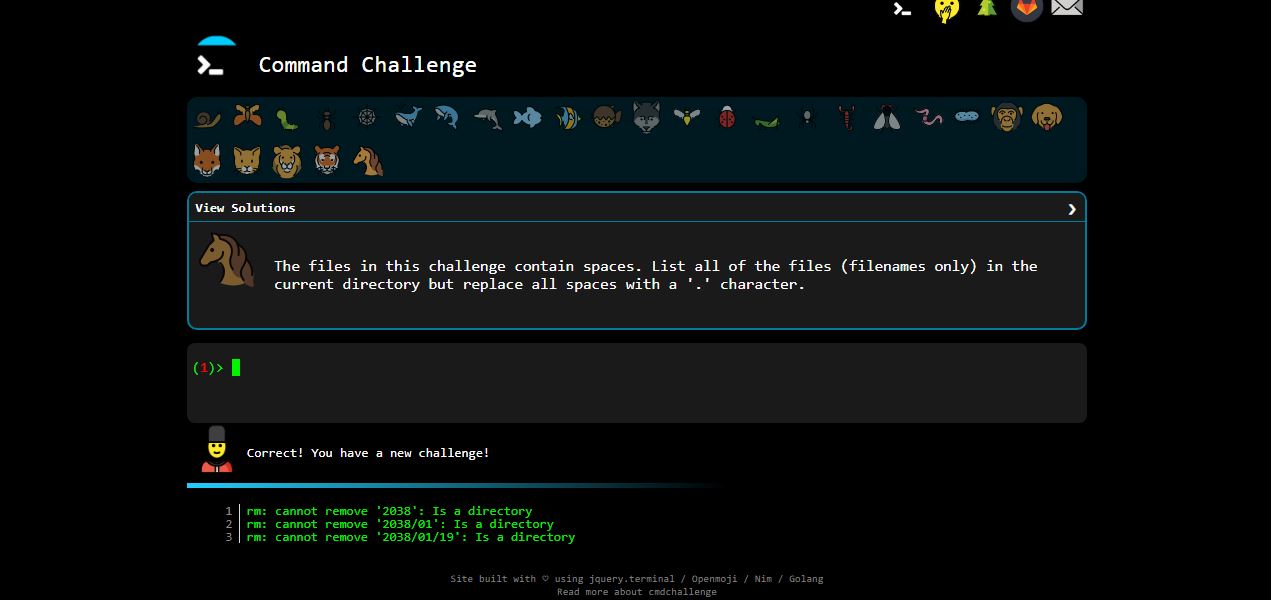 Command Challenge
View Solutions
The files in this challenge contain spaces. List all of the files (filenames only) in the
current directory but replace all spaces with a '.' character.
(1)>
Correct! You have a new challenge!
1 rm: cannot remove '2038': Is a directory
2 rm: cannot remove '2038/01': Is a directory
3 rm: cannot remove '2038/01/19': Is a directory
Site built with ♡ using jquery.terminal / Openmoji / Nim / Golang
Read more about cmdchallenge